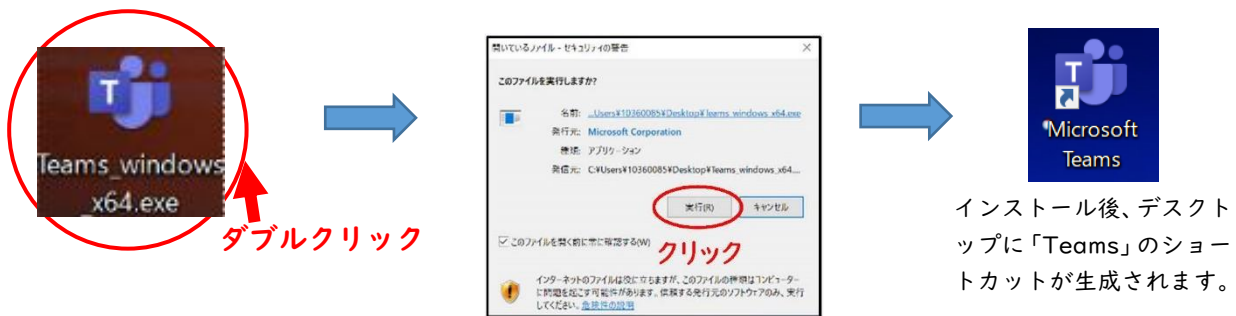 Teams_windows
_x64.exe
ダブルクリック
開いているファイル - セキュリティの警告
このファイルを実行しますか?
名前: ...Users¥10360085¥Desktop¥Teams_windows_x64.exe
発行元: Microsoft Corporation
種類: アプリケーション
発信元: C:¥Users¥10360085¥Desktop¥Teams_windows_x64....
実行(R) キャンセル
このファイルを開く前に常に確認する(W)
クリック
インターネットのファイルは役に立ちますが、このファイルの種類はコンピューター
に問題を起こす可能性があります。信頼する発行元のソフトウェアのみ、実行
してください。危険性の説明
T
Microsoft
Teams
インストール後、デスクト
ップに「Teams」のショー
トカットが生成されます。